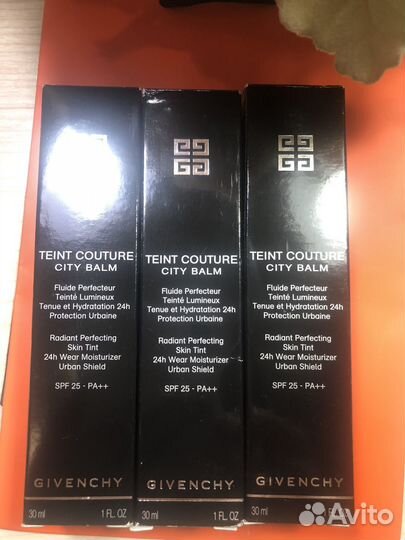 TEINT COUTURE
CITY BALM
Fluide Perfecteur
Teinté Lumineux
Tenue et Hydratation 24h
Protection Urbaine
Radiant Perfecting
Skin Tint
24h Wear Moisturizer
Urban Shield
SPF 25 - PA++
GIVENCHY
30 ml 1 FL. OZ
TEINT COUTURE
CITY BALM
Fluide Perfecteur
Teinté Lumineux
Tenue et Hydratation 24h
Protection Urbaine
Radiant Perfecting
Skin Tint
24h Wear Moisturizer
Urban Shield
SPF 25 - PA++
GIVENCHY
30 ml 1 FL. OZ
TEINT COUTURE
CITY BALM
Fluide Perfecteur
Teinté Lumineux
Tenue et Hydratation 24h
Protection Urbaine
Radiant Perfecting
Skin Tint
24h Wear Moisturizer
Urban Shield
SPF 25 - PA++
GIVENCHY
30 ml
Avito